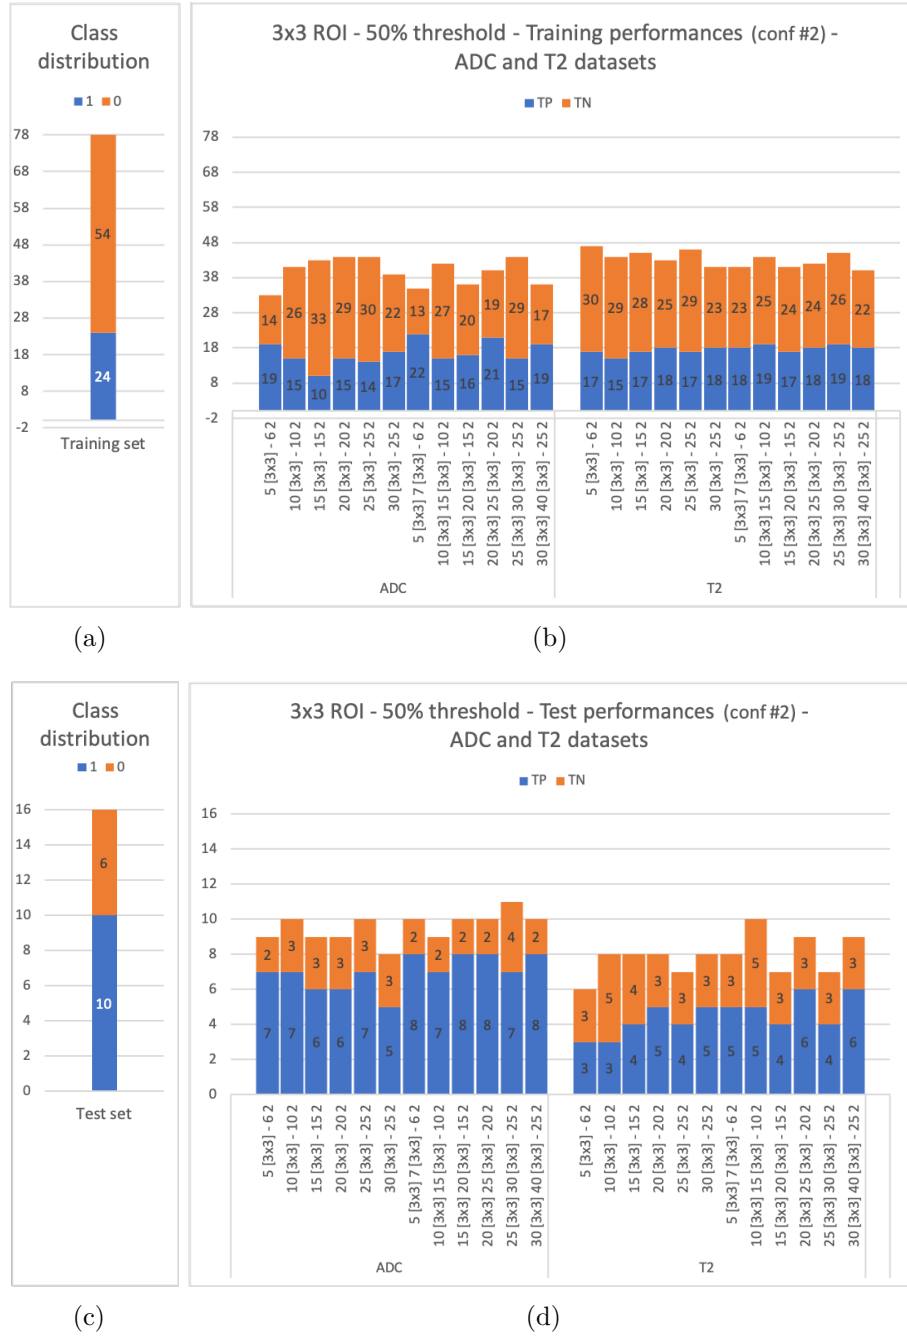 Class
distribution
1 0
78
68
58
48
38
28
18
8
-2
54
24
Training set
(a)
3x3 ROI - 50% threshold - Training performances (conf #2) -
ADC and T2 datasets
TP TN
78
68
58
48
38
28
18
8
-2
14 26 33 29 30 22 13 27 20 19 29 17 30 29 28 25 29 23 23 25 24 24 26 22
19 15 10 15 14 17 22 15 16 21 15 19 17 15 17 18 17 18 18 19 17 18 19 18
5 [3x3] - 6 2
10 [3x3] - 10 2
15 [3x3] - 15 2
20 [3x3] - 20 2
25 [3x3] - 25 2
30 [3x3] - 25 2
5 [3x3] 7 [3x3] - 6 2
10 [3x3] 15 [3x3] - 10 2
15 [3x3] 20 [3x3] - 15 2
20 [3x3] 25 [3x3] - 20 2
25 [3x3] 30 [3x3] - 25 2
30 [3x3] 40 [3x3] - 25 2
5 [3x3] - 6 2
10 [3x3] - 10 2
15 [3x3] - 15 2
20 [3x3] - 20 2
25 [3x3] - 25 2
30 [3x3] - 25 2
5 [3x3] 7 [3x3] - 6 2
10 [3x3] 15 [3x3] - 10 2
15 [3x3] 20 [3x3] - 15 2
20 [3x3] 25 [3x3] - 20 2
25 [3x3] 30 [3x3] - 25 2
30 [3x3] 40 [3x3] - 25 2
ADC T2
(b)
Class
distribution
1 0
16
14
12
10
8
6
4
2
0
6
10
Test set
(c)
3x3 ROI - 50% threshold - Test performances (conf #2) -
ADC and T2 datasets
TP TN
16
14
12
10
8
6
4
2
0
2 3 3 3 3 3 2 2 2 2 4 2 3 5 4 3 3 3 3 5 3 3 3 3
7 7 6 6 7 5 8 7 8 8 7 8 3 3 4 5 4 5 5 5 4 6 4 6
5 [3x3] - 6 2
10 [3x3] - 10 2
15 [3x3] - 15 2
20 [3x3] - 20 2
25 [3x3] - 25 2
30 [3x3] - 25 2
5 [3x3] 7 [3x3] - 6 2
10 [3x3] 15 [3x3] - 10 2
15 [3x3] 20 [3x3] - 15 2
20 [3x3] 25 [3x3] - 20 2
25 [3x3] 30 [3x3] - 25 2
30 [3x3] 40 [3x3] - 25 2
5 [3x3] - 6 2
10 [3x3] - 10 2
15 [3x3] - 15 2
20 [3x3] - 20 2
25 [3x3] - 25 2
30 [3x3] - 25 2
5 [3x3] 7 [3x3] - 6 2
10 [3x3] 15 [3x3] - 10 2
15 [3x3] 20 [3x3] - 15 2
20 [3x3] 25 [3x3] - 20 2
25 [3x3] 30 [3x3] - 25 2
30 [3x3] 40 [3x3] - 25 2
ADC T2
(d)